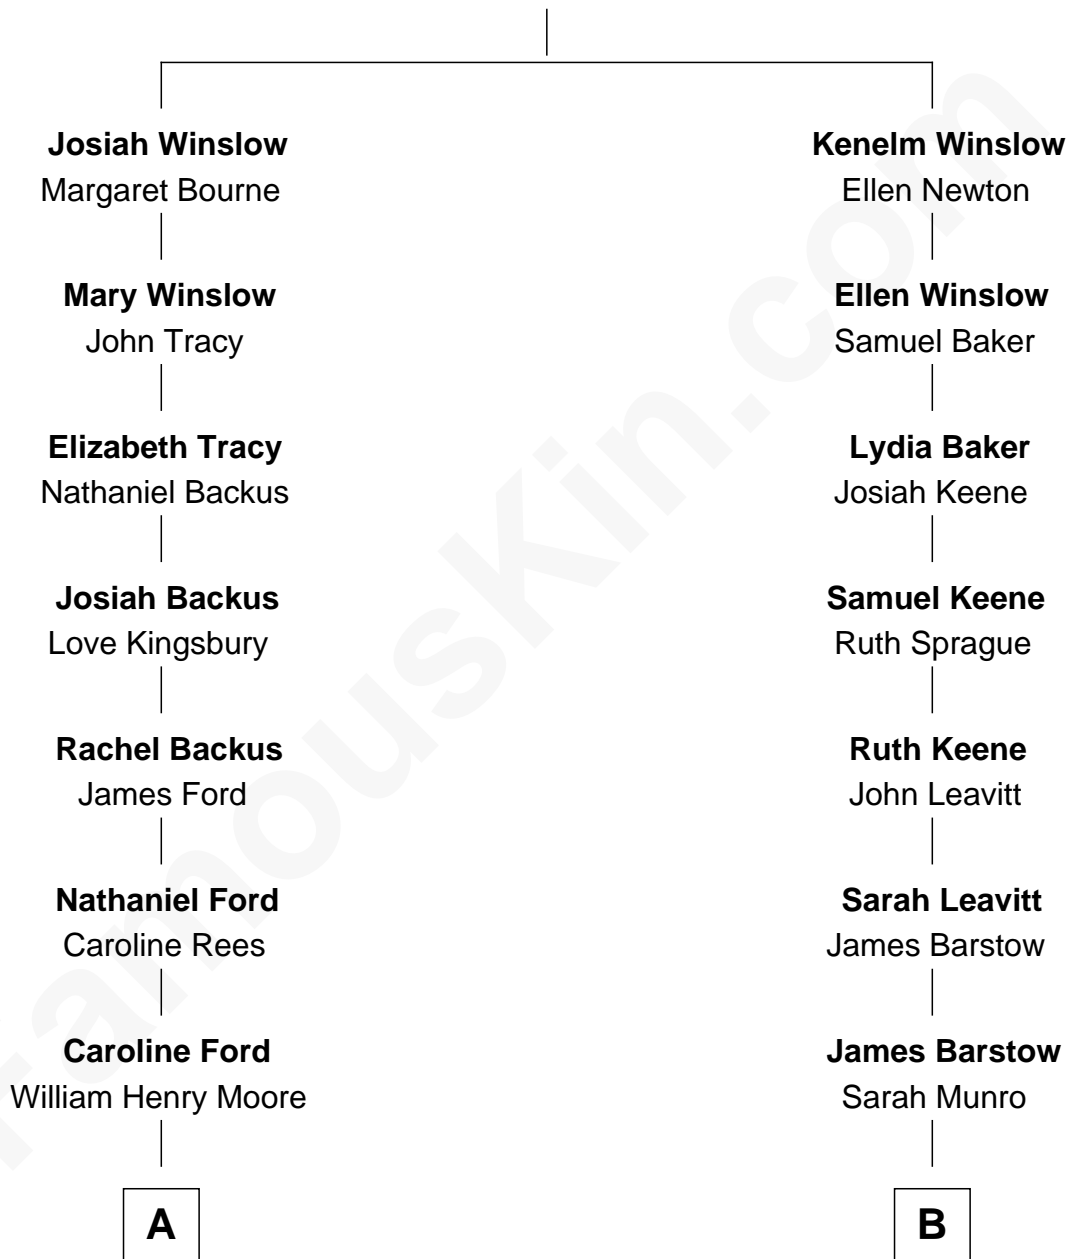 Josiah Winslow
Margaret Bourne
Mary Winslow
John Tracy
Elizabeth Tracy
Nathaniel Backus
Josiah Backus
Love Kingsbury
Rachel Backus
James Ford
Nathaniel Ford
Caroline Rees
Caroline Ford
William Henry Moore
A
Kenelm Winslow
Ellen Newton
Ellen Winslow
Samuel Baker
Lydia Baker
Josiah Keene
Samuel Keene
Ruth Sprague
Ruth Keene
John Leavitt
Sarah Leavitt
James Barstow
James Barstow
Sarah Munro
B
FamousKin.com